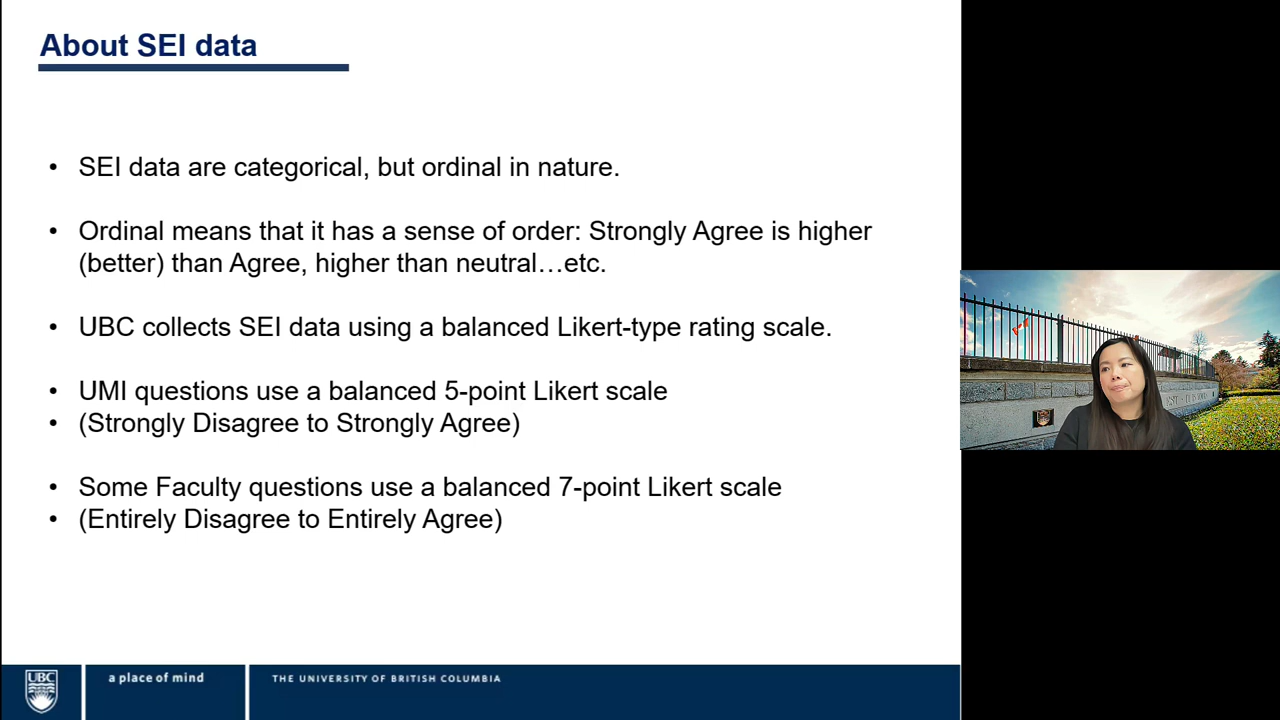 About SEI data
• SEI data are categorical, but ordinal in nature.
• Ordinal means that it has a sense of order: Strongly Agree is higher
(better) than Agree, higher than neutral…etc.
• UBC collects SEI data using a balanced Likert-type rating scale.
• UMI questions use a balanced 5-point Likert scale
• (Strongly Disagree to Strongly Agree)
• Some Faculty questions use a balanced 7-point Likert scale
• (Entirely Disagree to Entirely Agree)
UBC
a place of mind
THE UNIVERSITY OF BRITISH COLUMBIA